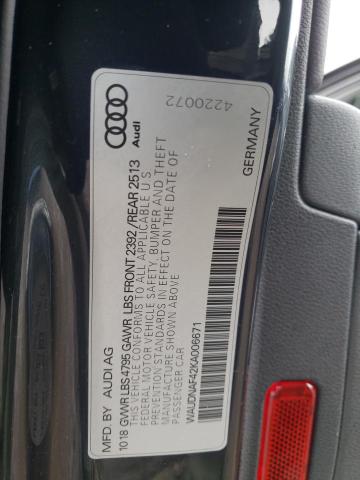 MFD. BY AUDI AG
Audi
4220072
10 18 GVWR LBS 4795 GAWR LBS FRONT 2392 / REAR 2513
THIS VEHICLE CONFORMS TO ALL APPLICABLE U S
FEDERAL MOTOR VEHICLE SAFETY, BUMPER AND THEFT
PREVENTION STANDARDS IN EFFECT ON THE DATE OF
MANUFACTURE SHOWN ABOVE
PASSENGER CAR
WAUDNAF42KA006671
GERMANY